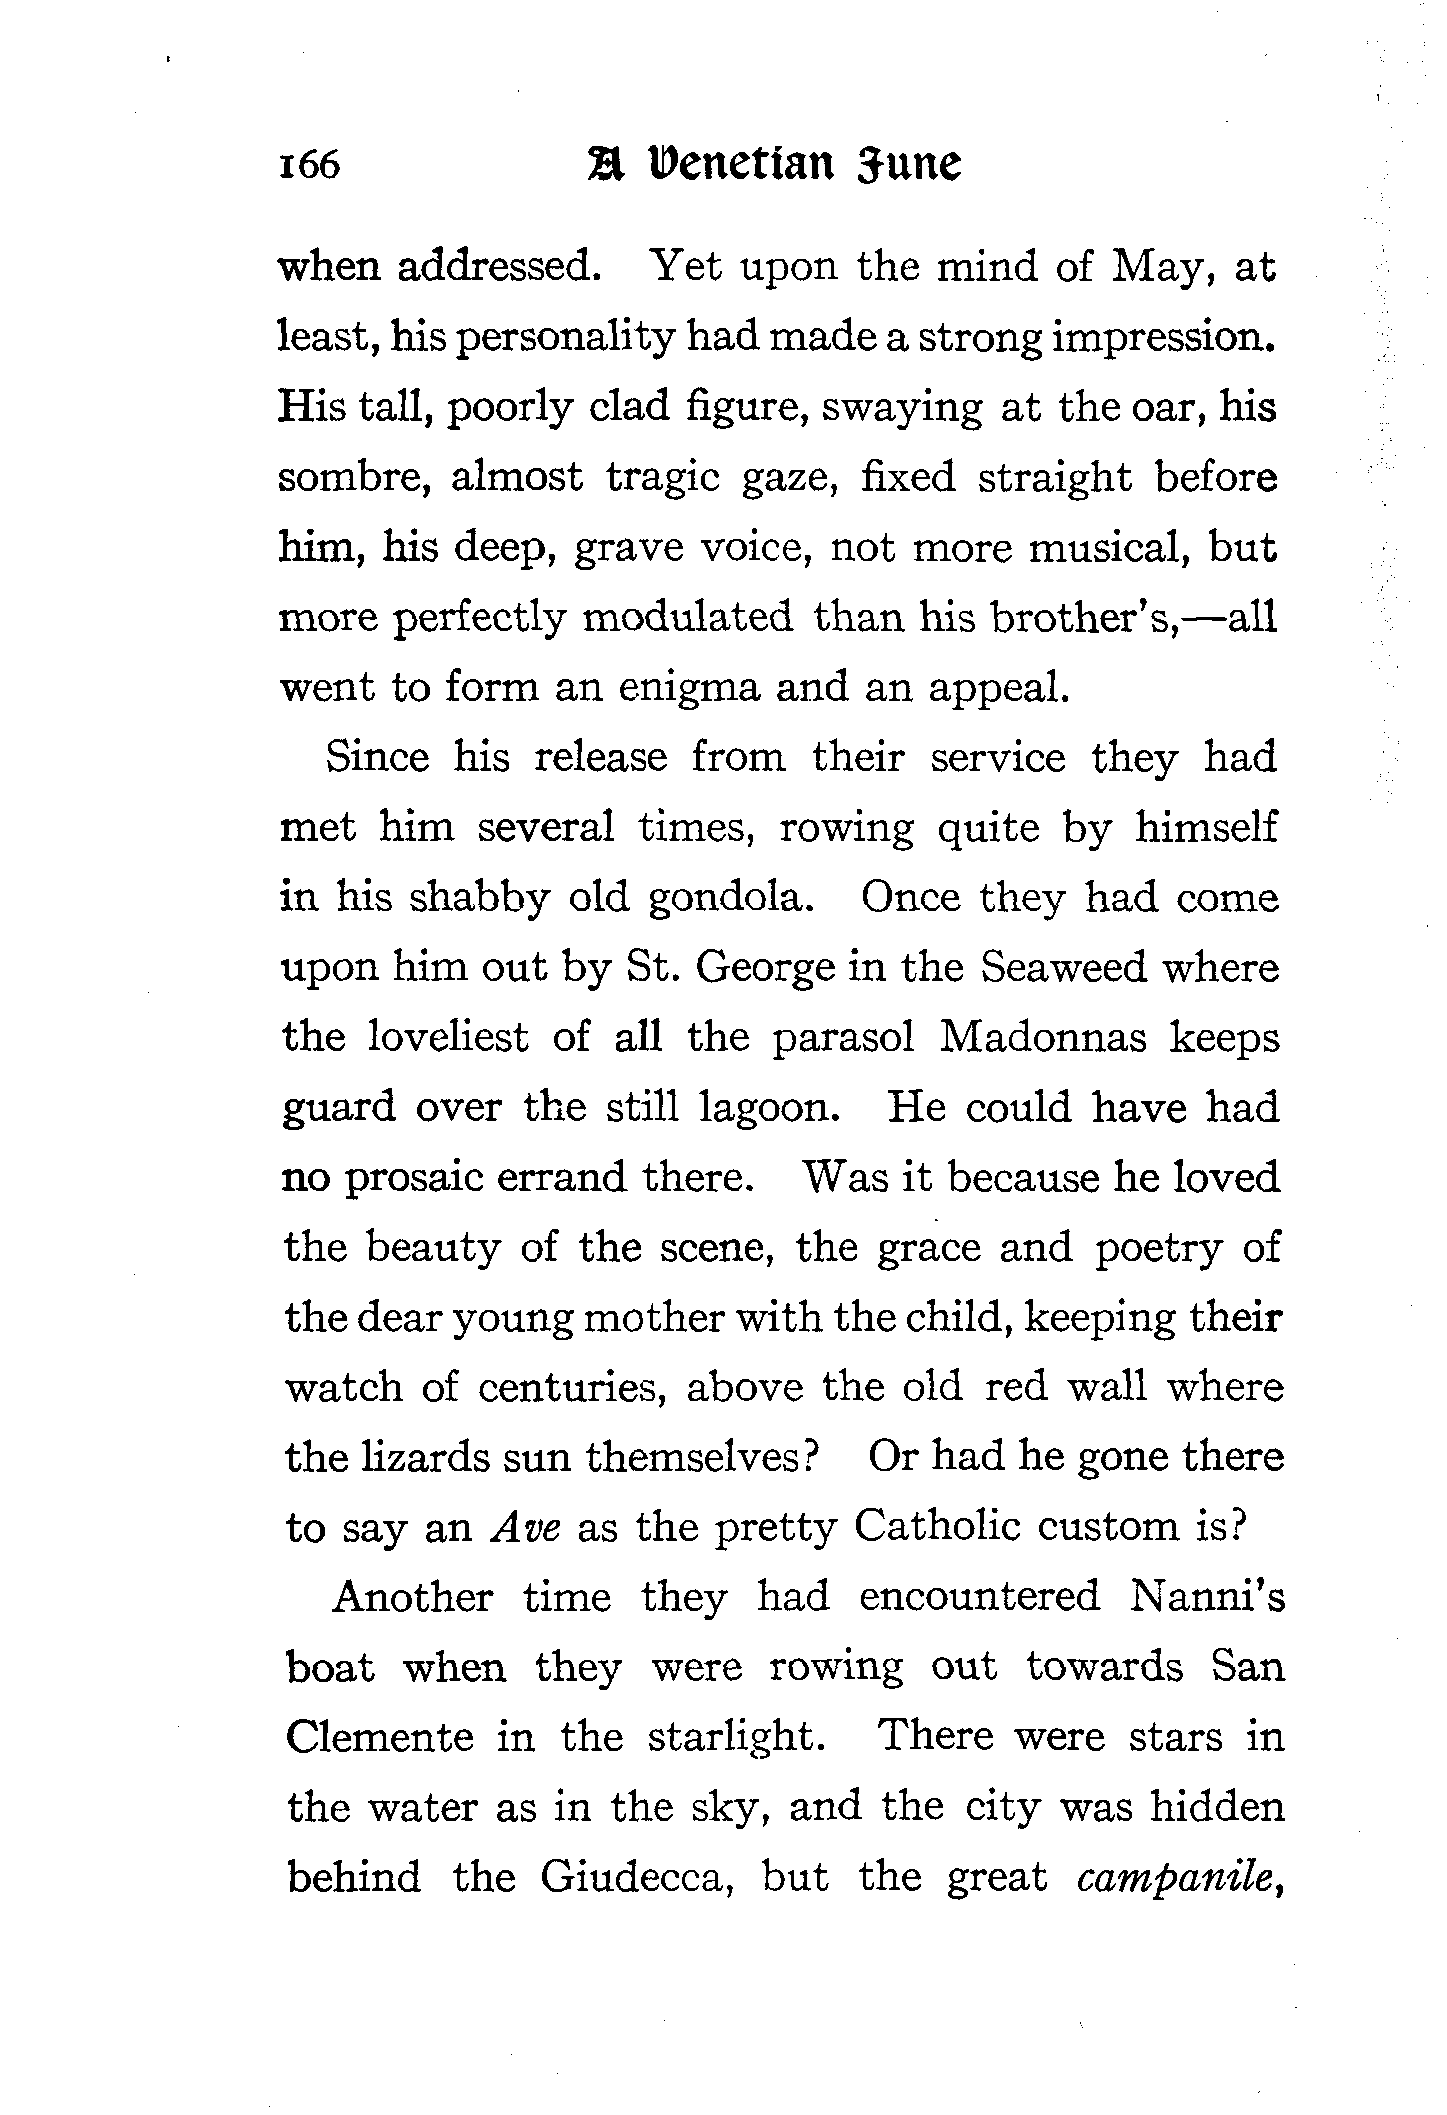 166 A Venetian June
when addressed. Yet upon the mind of May, at
least, his personality had made a strong impression.
His tall, poorly clad figure, swaying at the oar, his
sombre, almost tragic gaze, fixed straight before
him, his deep, grave voice, not more musical, but
more perfectly modulated than his brother's,—all
went to form an enigma and an appeal.
Since his release from their service they had
met him several times, rowing quite by himself
in his shabby old gondola. Once they had come
upon him out by St. George in the Seaweed where
the loveliest of all the parasol Madonnas keeps
guard over the still lagoon. He could have had
no prosaic errand there. Was it because he loved
the beauty of the scene, the grace and poetry of
the dear young mother with the child, keeping their
watch of centuries, above the old red wall where
the lizards sun themselves? Or had he gone there
to say an Ave as the pretty Catholic custom is?
Another time they had encountered Nanni's
boat when they were rowing out towards San
Clemente in the starlight. There were stars in
the water as in the sky, and the city was hidden
behind the Giudecca, but the great campanile,